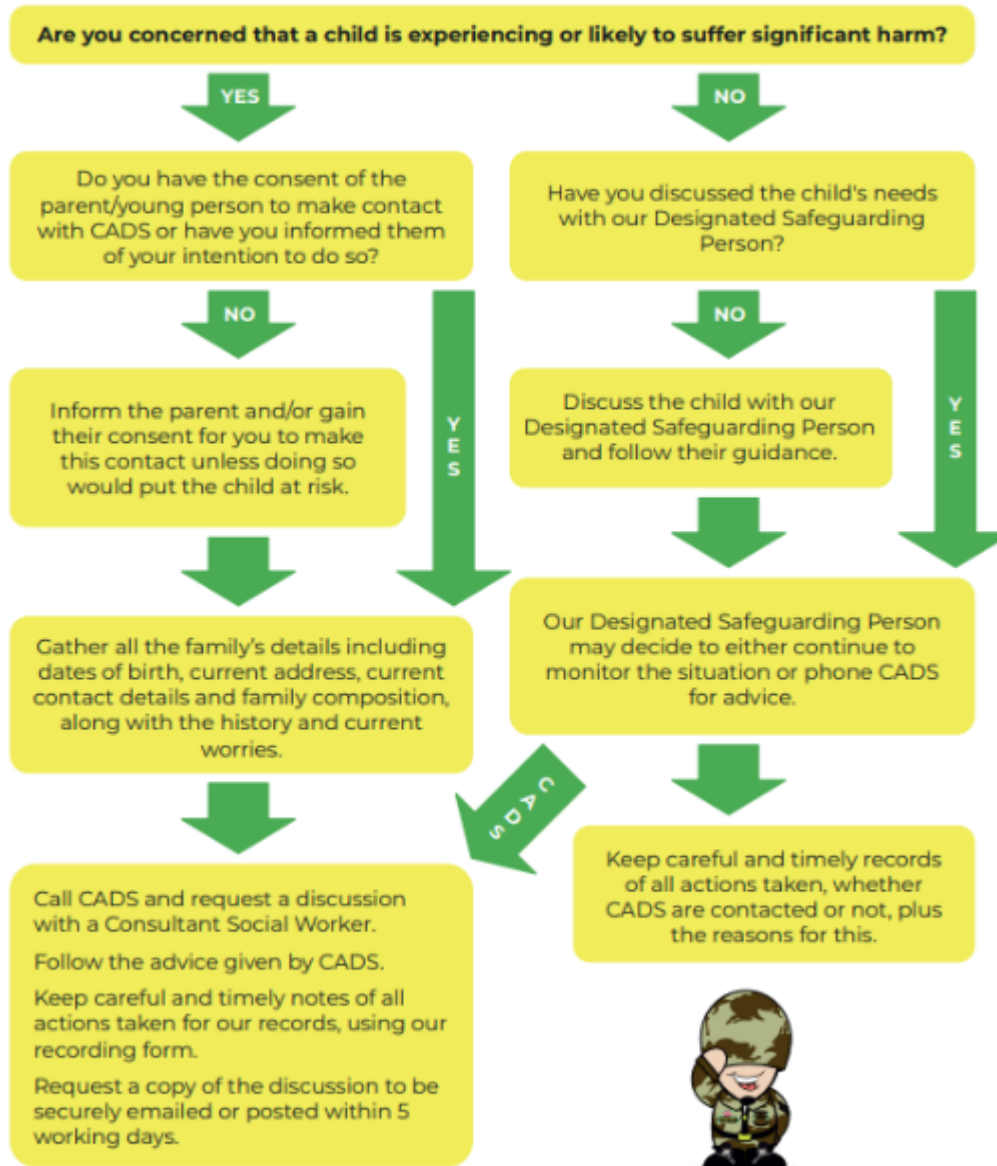 Are you concerned that a child is experiencing or likely to suffer significant harm?
YES
NO
Do you have the consent of the
parent/young person to make contact
with CADS or have you informed them
of your intention to do so?
Have you discussed the child's needs
with our Designated Safeguarding
Person?
NO
YES
NO
YES
Inform the parent and/or gain
their consent for you to make
this contact unless doing so
would put the child at risk.
Discuss the child with our
Designated Safeguarding Person
and follow their guidance.
Gather all the family’s details including
dates of birth, current address, current
contact details and family composition,
along with the history and current
worries.
Our Designated Safeguarding Person
may decide to either continue to
monitor the situation or phone CADS
for advice.
CADS
Call CADS and request a discussion
with a Consultant Social Worker.
Follow the advice given by CADS.
Keep careful and timely notes of all
actions taken for our records, using our
recording form.
Request a copy of the discussion to be
securely emailed or posted within 5
working days.
Keep careful and timely records
of all actions taken, whether
CADS are contacted or not, plus
the reasons for this.